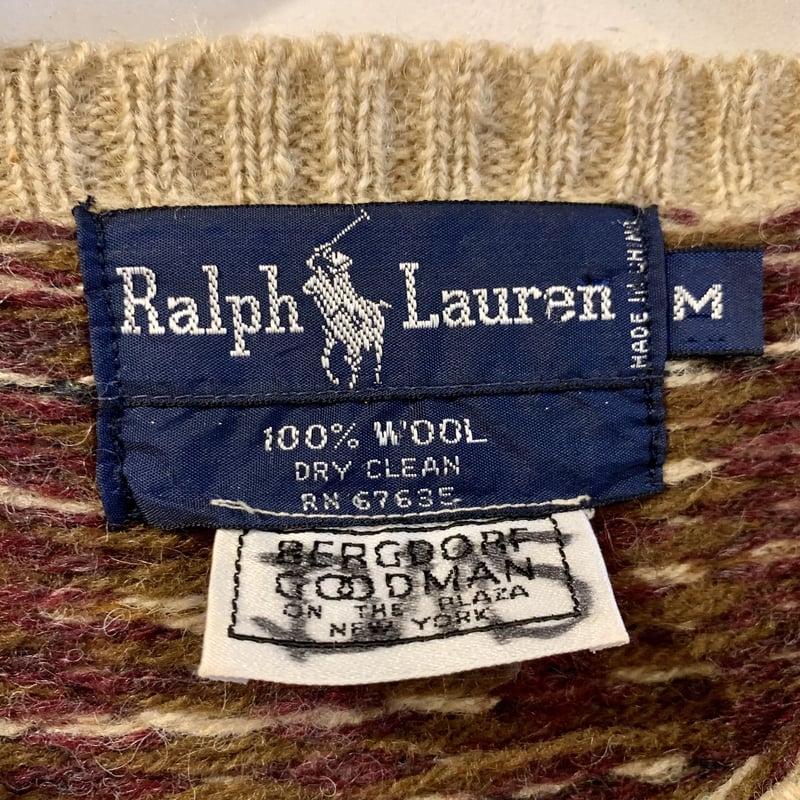 Ralph Lauren
MADE IN CHINA
M
100% WOOL
DRY CLEAN
RN 67635
BERGDORF
GOODMAN
ON THE PLAZA
NEW YORK